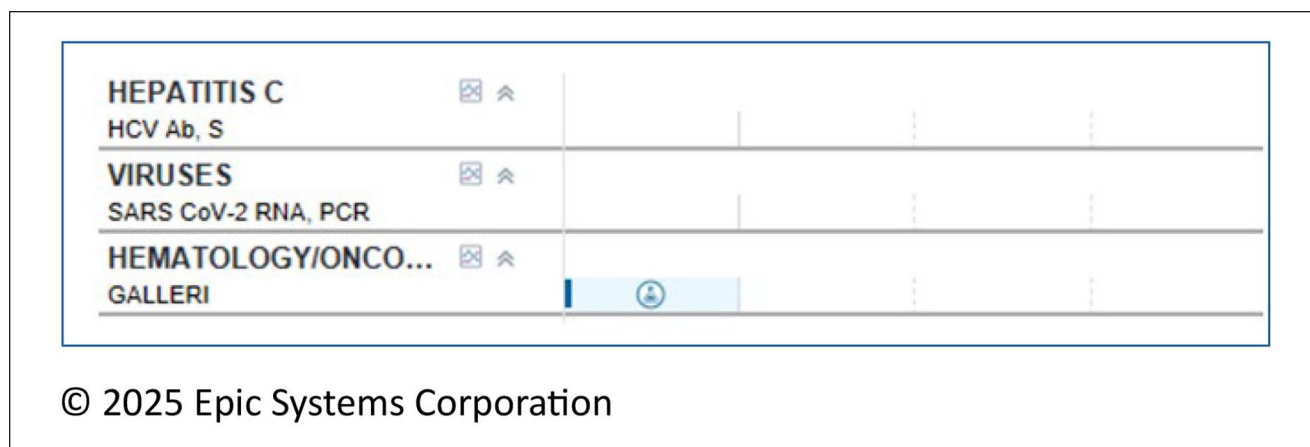 HEPATITIS C
HCV Ab, S
VIRUSES
SARS CoV-2 RNA, PCR
HEMATOLOGY/ONCO...
GALLERI
© 2025 Epic Systems Corporation